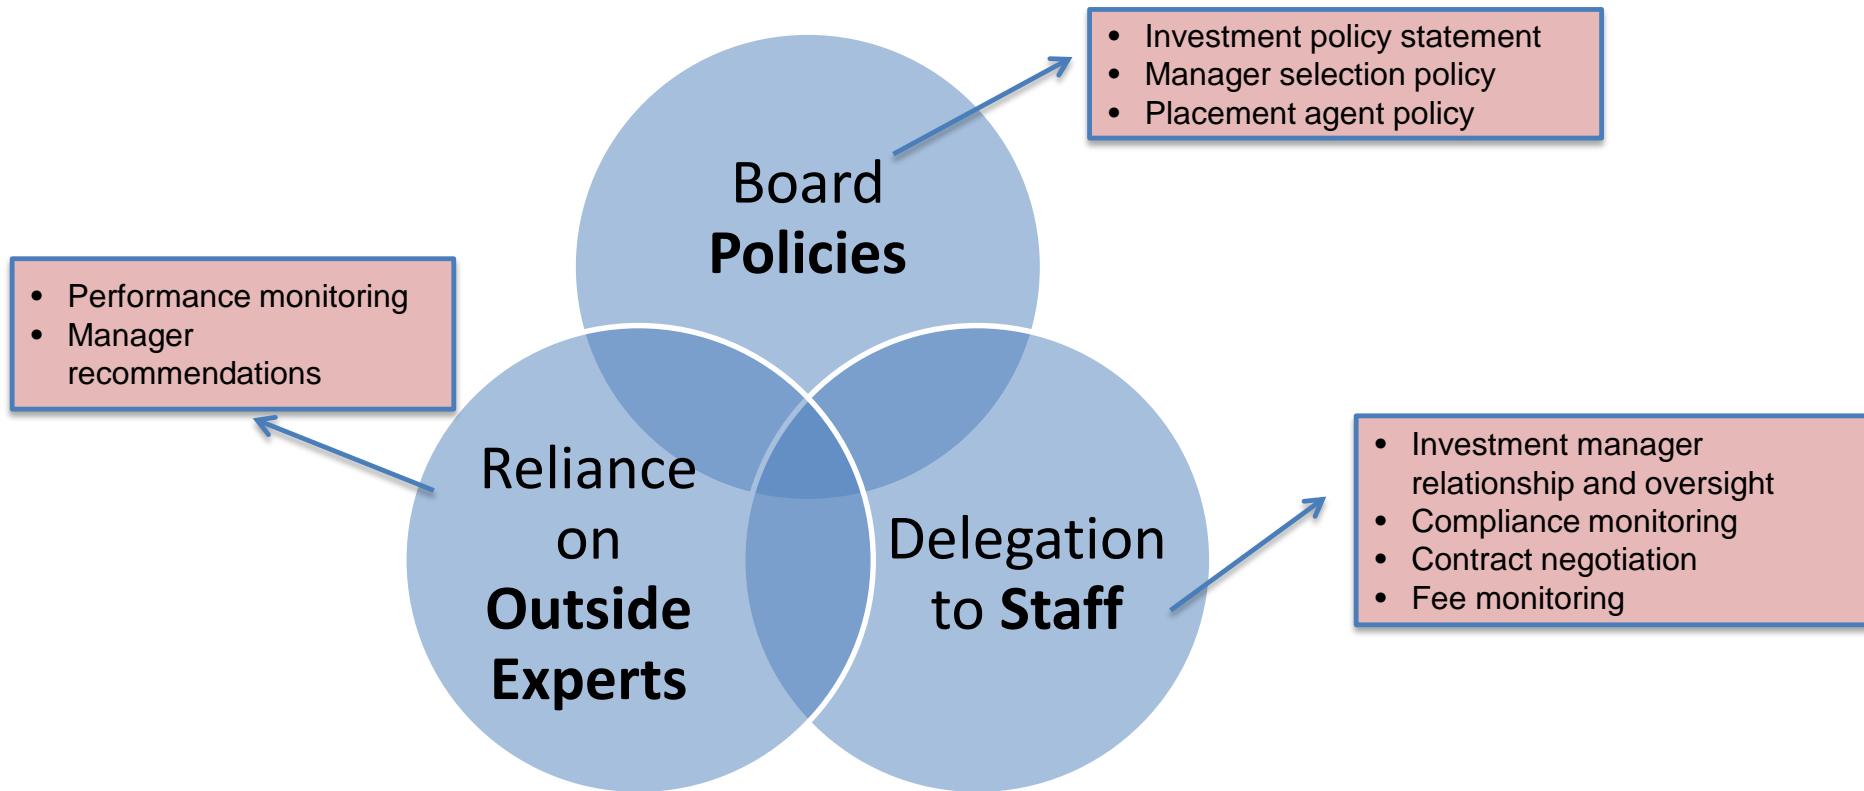 • Investment policy statement
• Manager selection policy
• Placement agent policy
Board
Policies
• Performance monitoring
• Manager
recommendations
Reliance
on
Outside
Experts
Delegation
to Staff
• Investment manager
relationship and oversight
• Compliance monitoring
• Contract negotiation
• Fee monitoring